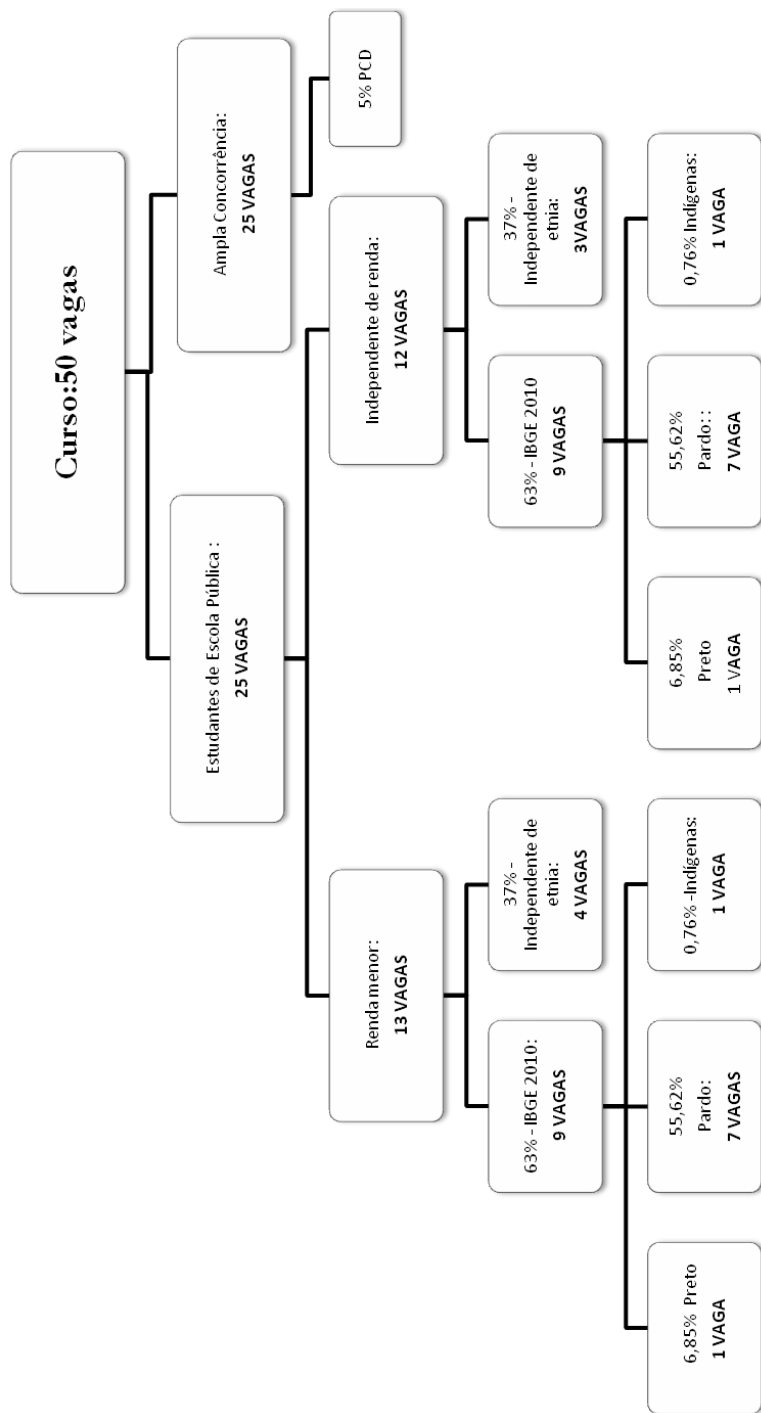 Curso:50 vagas
Estudantes de Escola Pública :
25 VAGAS
Ampla Concorrência:
25 VAGAS
Renda menor:
13 VAGAS
Independente de renda:
12 VAGAS
5% PCD
63% - IBGE 2010:
9 VAGAS
37% -
Independente de
etnia:
4 VAGAS
63% - IBGE 2010
9 VAGAS
37% -
Independente de
etnia:
3VAGAS
6,85% Preto
1 VAGA
55,62%
Pardo:
7 VAGAS
0,76% -Indígenas:
1 VAGA
6,85%
Preto
1 VAGA
55,62%
Pardo: :
7 VAGA
0,76% Indígenas:
1 VAGA